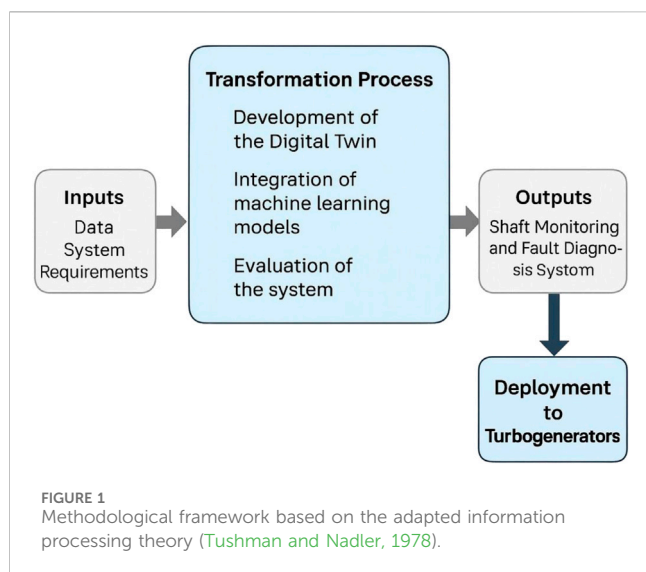 Inputs
Data
System
Requirements
Transformation Process
Development of
the Digital Twin
Integration of
machine learning
models
Evaluation of
the system
Outputs
Shaft Monitoring
and Fault Diagno-
sis Systom
Deployment
to
Turbogenerators
FIGURE 1
Methodological framework based on the adapted information
processing theory (Tushman and Nadler, 1978).